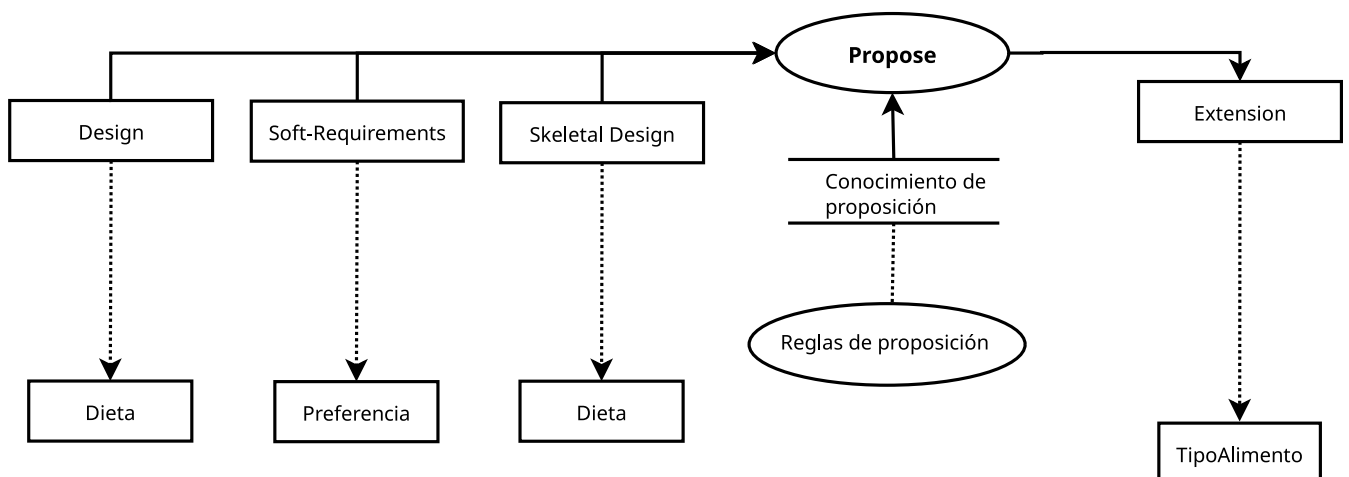 Propose
Design
Soft-Requirements
Skeletal Design
Extension
Conocimiento de
proposición
Reglas de proposición
Dieta
Preferencia
Dieta
TipoAlimento